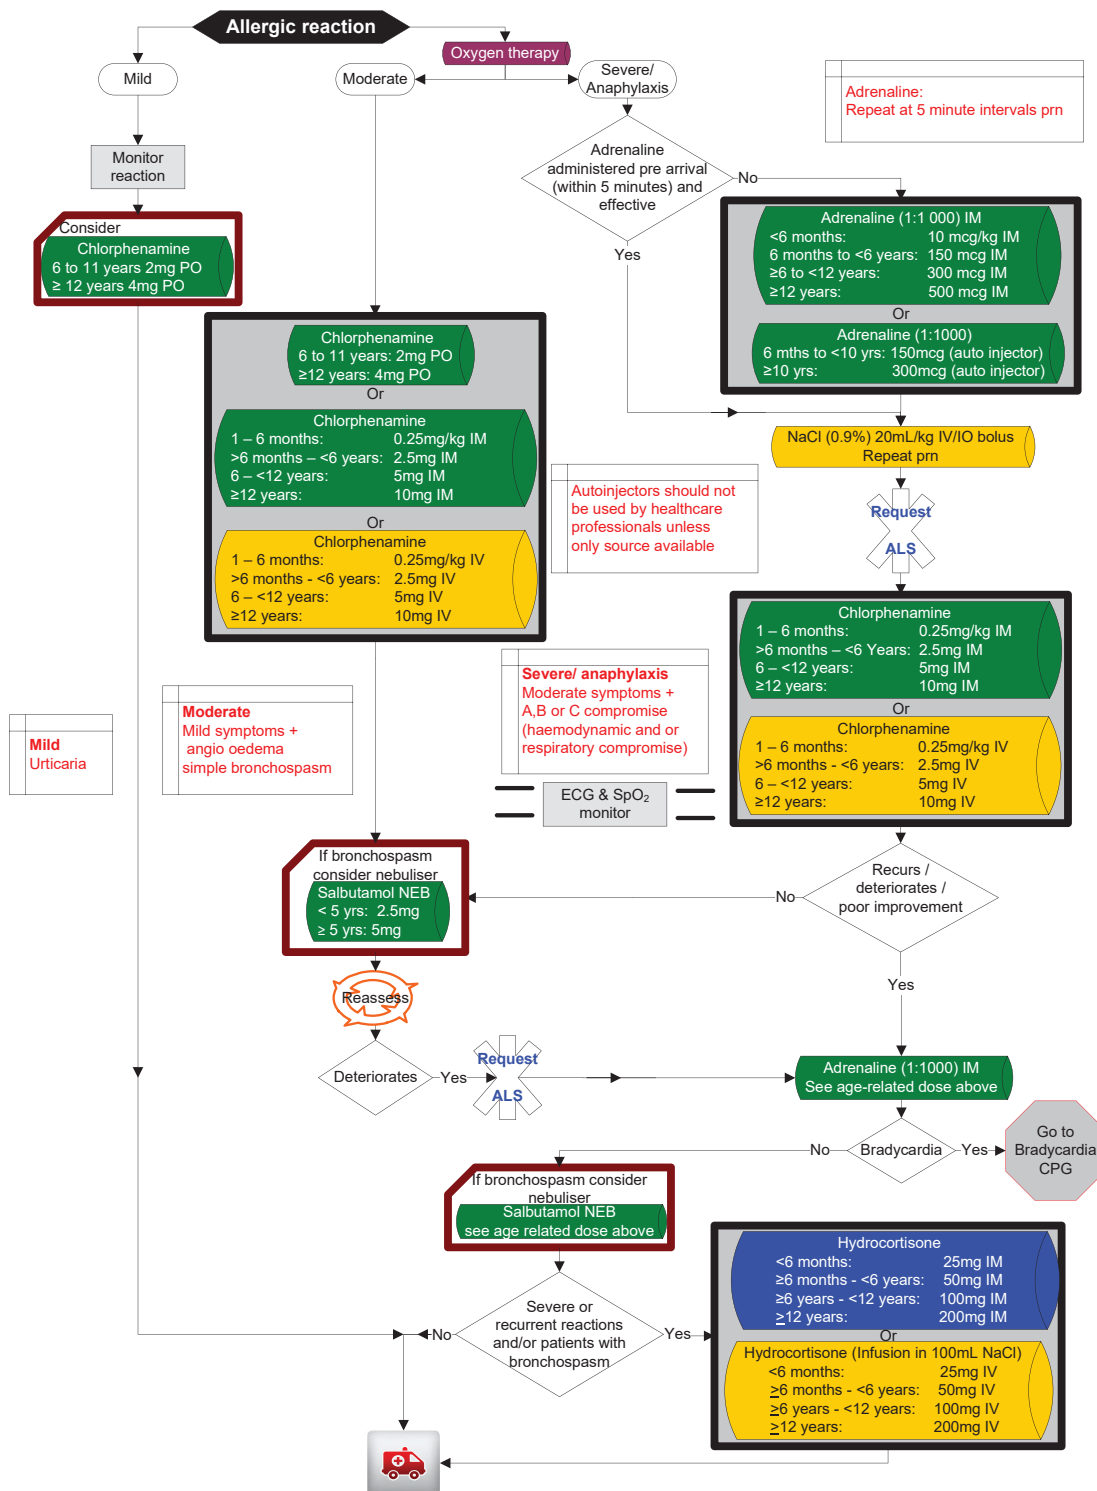 Allergic reaction
Oxygen therapy
Mild
Moderate
Severe/
Anaphylaxis
Adrenaline:
Repeat at 5 minute intervals prn
Monitor
reaction
Adrenaline
administered pre arrival
(within 5 minutes) and
effective
No
Yes
Consider
Chlorphenamine
6 to 11 years 2mg PO
≥ 12 years 4mg PO
Adrenaline (1:1 000) IM
<6 months: 10 mcg/kg IM
6 months to <6 years: 150 mcg IM
≥6 to <12 years: 300 mcg IM
≥12 years: 500 mcg IM
Or
Adrenaline (1:1000)
6 mths to <10 yrs: 150mcg (auto injector)
≥10 yrs: 300mcg (auto injector)
Chlorphenamine
6 to 11 years: 2mg PO
≥12 years: 4mg PO
Or
Chlorphenamine
1 – 6 months: 0.25mg/kg IM
>6 months – <6 years: 2.5mg IM
6 – <12 years: 5mg IM
≥12 years: 10mg IM
Or
Chlorphenamine
1 – 6 months: 0.25mg/kg IV
>6 months - <6 years: 2.5mg IV
6 – <12 years: 5mg IV
≥12 years: 10mg IV
NaCl (0.9%) 20mL/kg IV/IO bolus
Repeat prn
Autoinjectors should not
be used by healthcare
professionals unless
only source available
Request
ALS
Chlorphenamine
1 – 6 months: 0.25mg/kg IM
>6 months – <6 Years: 2.5mg IM
6 – <12 years: 5mg IM
≥12 years: 10mg IM
Or
Chlorphenamine
1 – 6 months: 0.25mg/kg IV
>6 months - <6 years: 2.5mg IV
6 – <12 years: 5mg IV
≥12 years: 10mg IV
Mild
Urticaria
Moderate
Mild symptoms +
angio oedema
simple bronchospasm
Severe/ anaphylaxis
Moderate symptoms +
A,B or C compromise
(haemodynamic and or
respiratory compromise)
ECG & SpO₂
monitor
If bronchospasm
consider nebuliser
Salbutamol NEB
< 5 yrs: 2.5mg
≥ 5 yrs: 5mg
No
Recurs /
deteriorates /
poor improvement
Yes
Reassess
Deteriorates
Yes
Request
ALS
Adrenaline (1:1000) IM
See age-related dose above
No
Bradycardia
Yes
Go to
Bradycardia
CPG
If bronchospasm consider
nebuliser
Salbutamol NEB
see age related dose above
No
Severe or
recurrent reactions
and/or patients with
bronchospasm
Yes
Hydrocortisone
<6 months: 25mg IM
≥6 months - <6 years: 50mg IM
≥6 years - <12 years: 100mg IM
≥12 years: 200mg IM
Or
Hydrocortisone (Infusion in 100mL NaCl)
<6 months: 25mg IV
≥6 months - <6 years: 50mg IV
≥6 years - <12 years: 100mg IV
≥12 years: 200mg IV